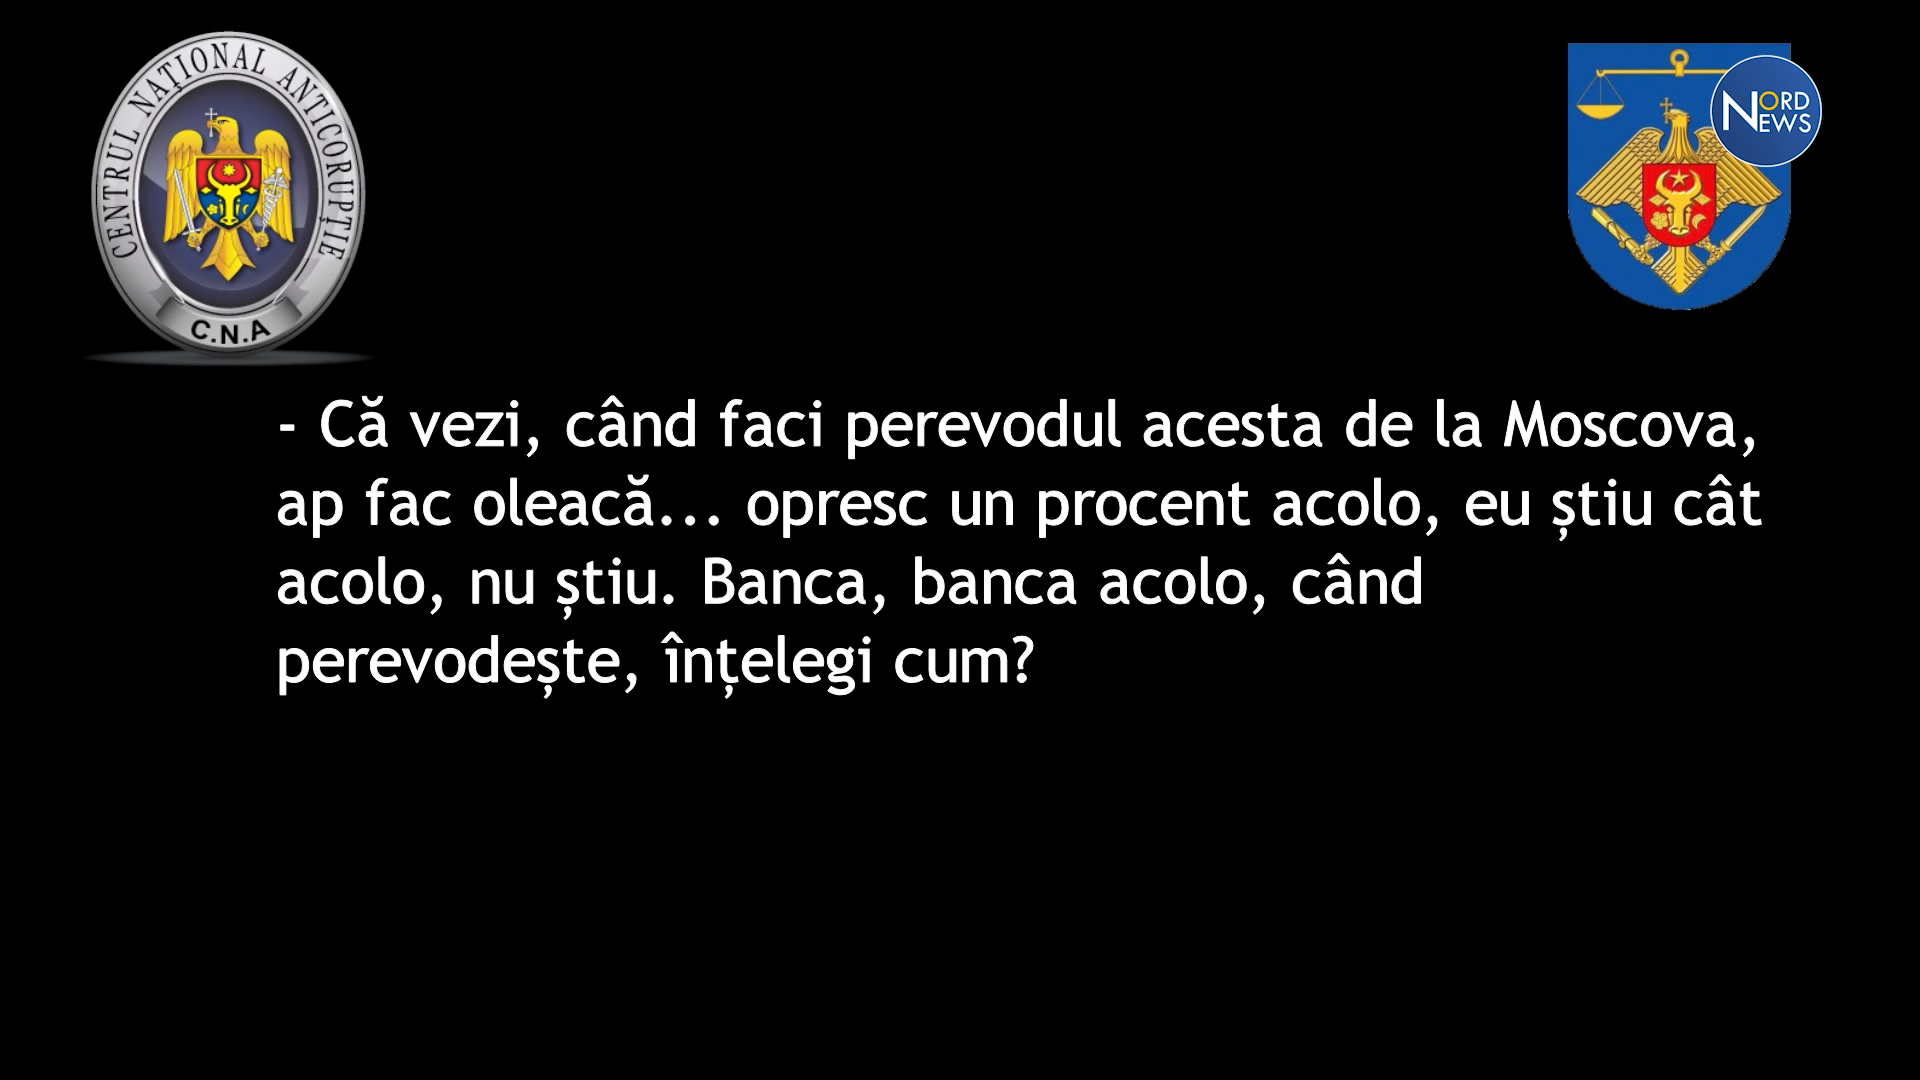 CENTRUL NAȚIONAL ANTICORUPȚIE
C.N.A
NORD
NEWS
- Că vezi, când faci perevodul acesta de la Moscova,
ap fac oleacă... opresc un procent acolo, eu știu cât
acolo, nu știu. Banca, banca acolo, când
perevodește, înțelegi cum?